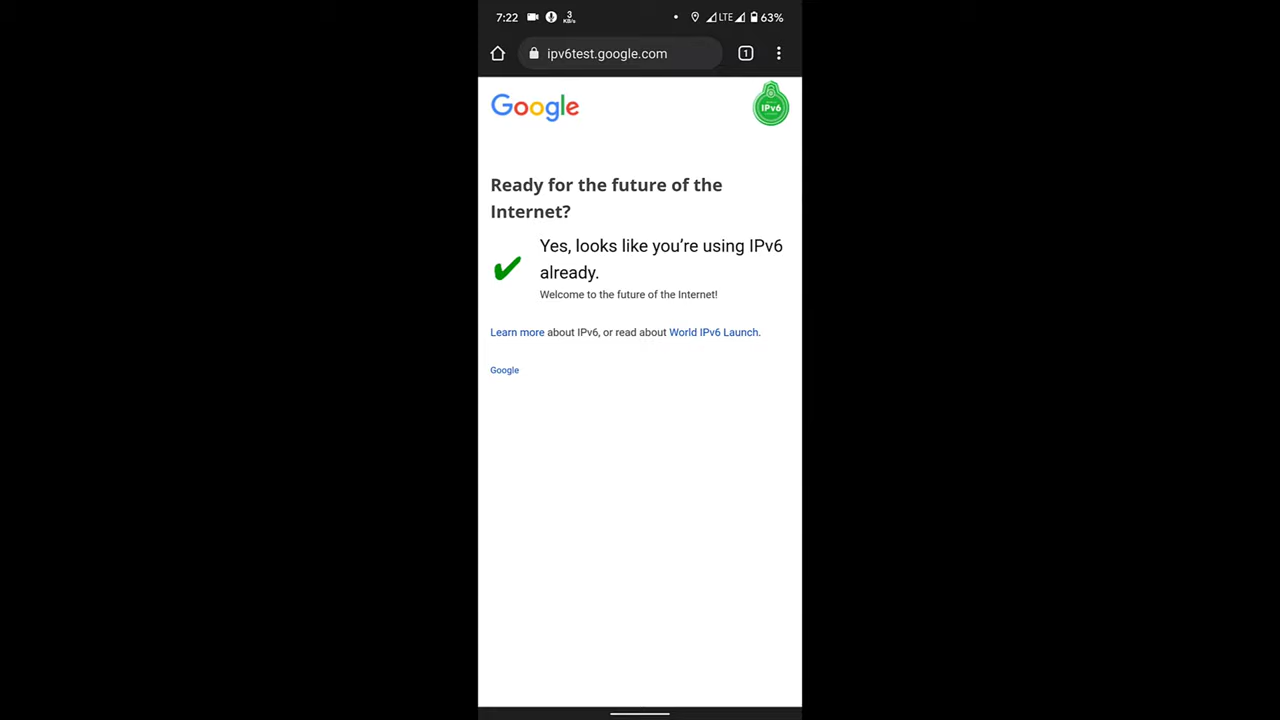 7:22 3 KB/s LTE 63%
ipv6test.google.com 1
Google IPv6
Ready for the future of the
Internet?
Yes, looks like you’re using IPv6
already.
Welcome to the future of the Internet!
Learn more about IPv6, or read about World IPv6 Launch.
Google